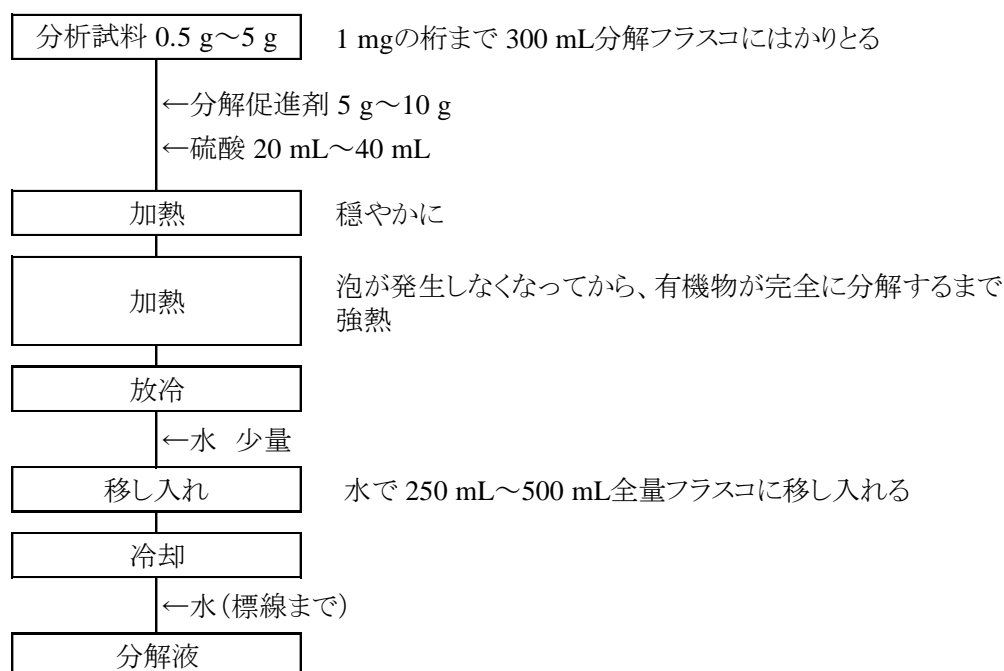 分析試料 0.5 g～5 g 1 mgの桁まで 300 mL分解フラスコにはかりとる
←分解促進剤 5 g～10 g
←硫酸 20 mL～40 mL
加熱 穏やかに
加熱 泡が発生しなくなってから、有機物が完全に分解するまで
強熱
放冷
←水 少量
移し入れ 水で 250 mL～500 mL全量フラスコに移し入れる
冷却
←水（標線まで）
分解液